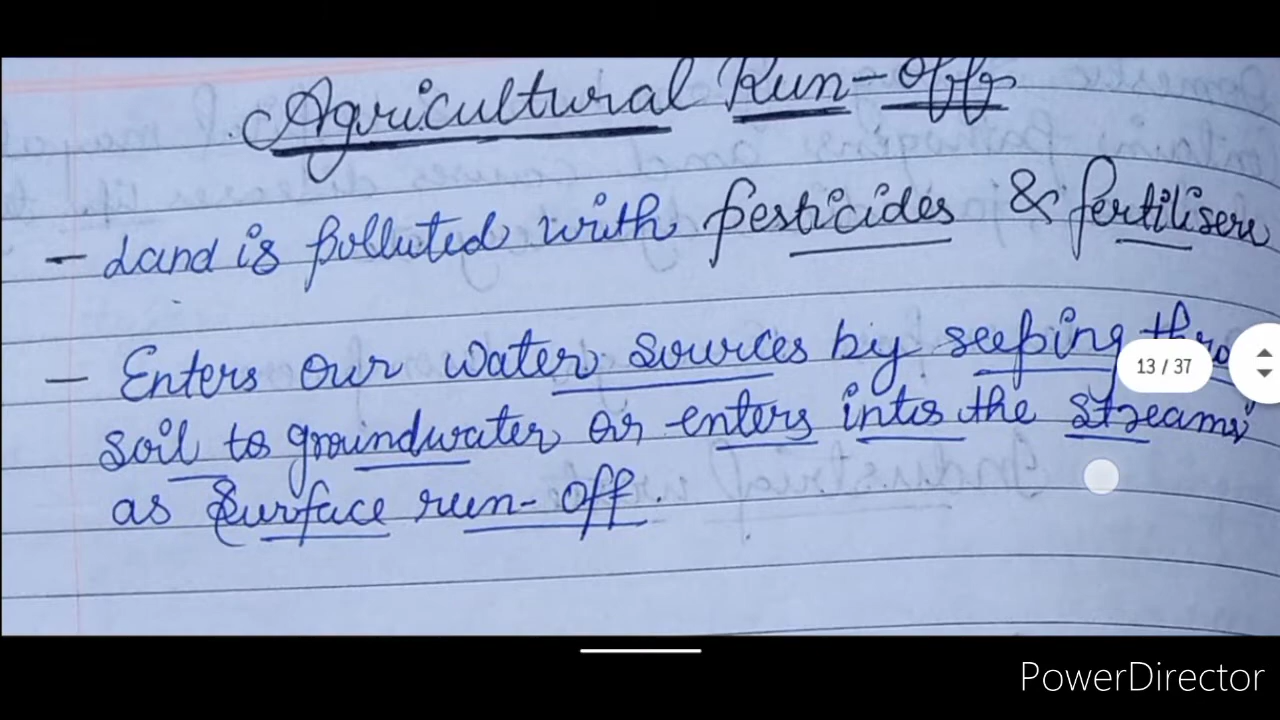 Agricultural Run-off
- Land is polluted with pesticides & fertilisers
- Enters our water sources by seeping thro
13 / 37
soil to groundwater or enters into the streams
as surface run-off.
PowerDirector